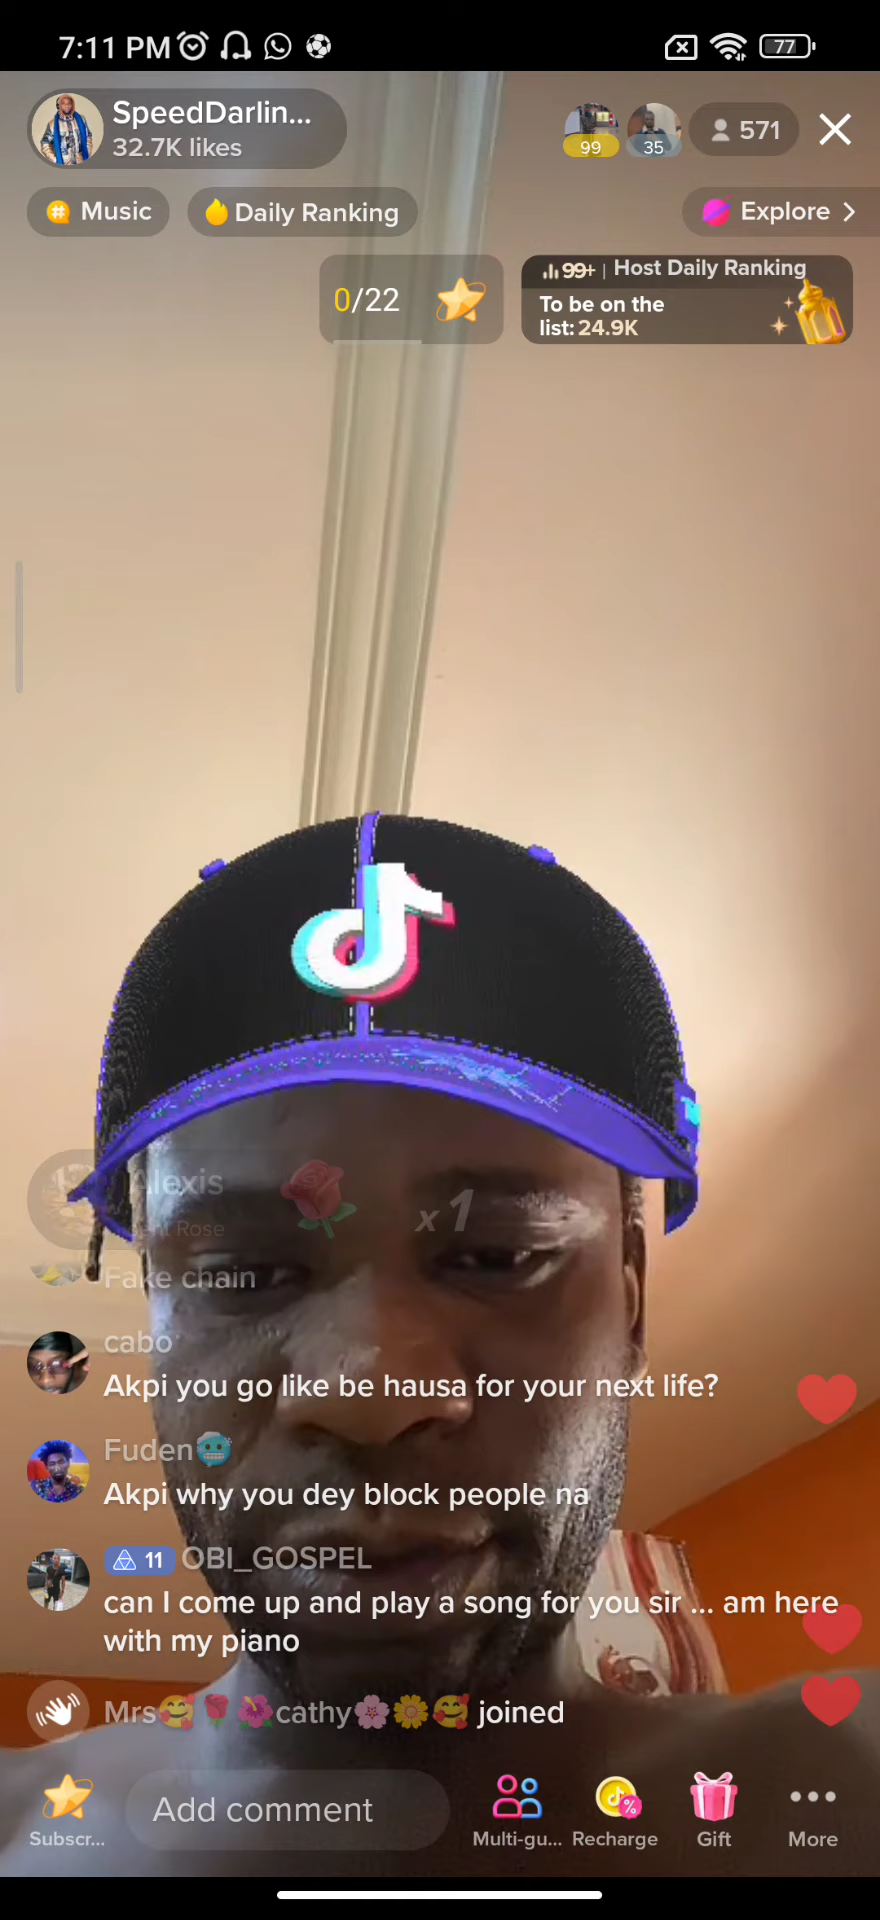 7:11 PM
77
SpeedDarlin...
32.7K likes
99
35
571
Music
Daily Ranking
Explore
0/22
99+ | Host Daily Ranking
To be on the
list: 24.9K
Alexis
Sent Rose
x1
Fake chain
cabo
Akpi you go like be hausa for your next life?
Fuden🥶
Akpi why you dey block people na
11 OBI_GOSPEL
can I come up and play a song for you sir ... am here
with my piano
Mrs🥰🌹🌺cathy🌸🌼🥰 joined
Add comment
Subscr...
Multi-gu...
Recharge
Gift
More